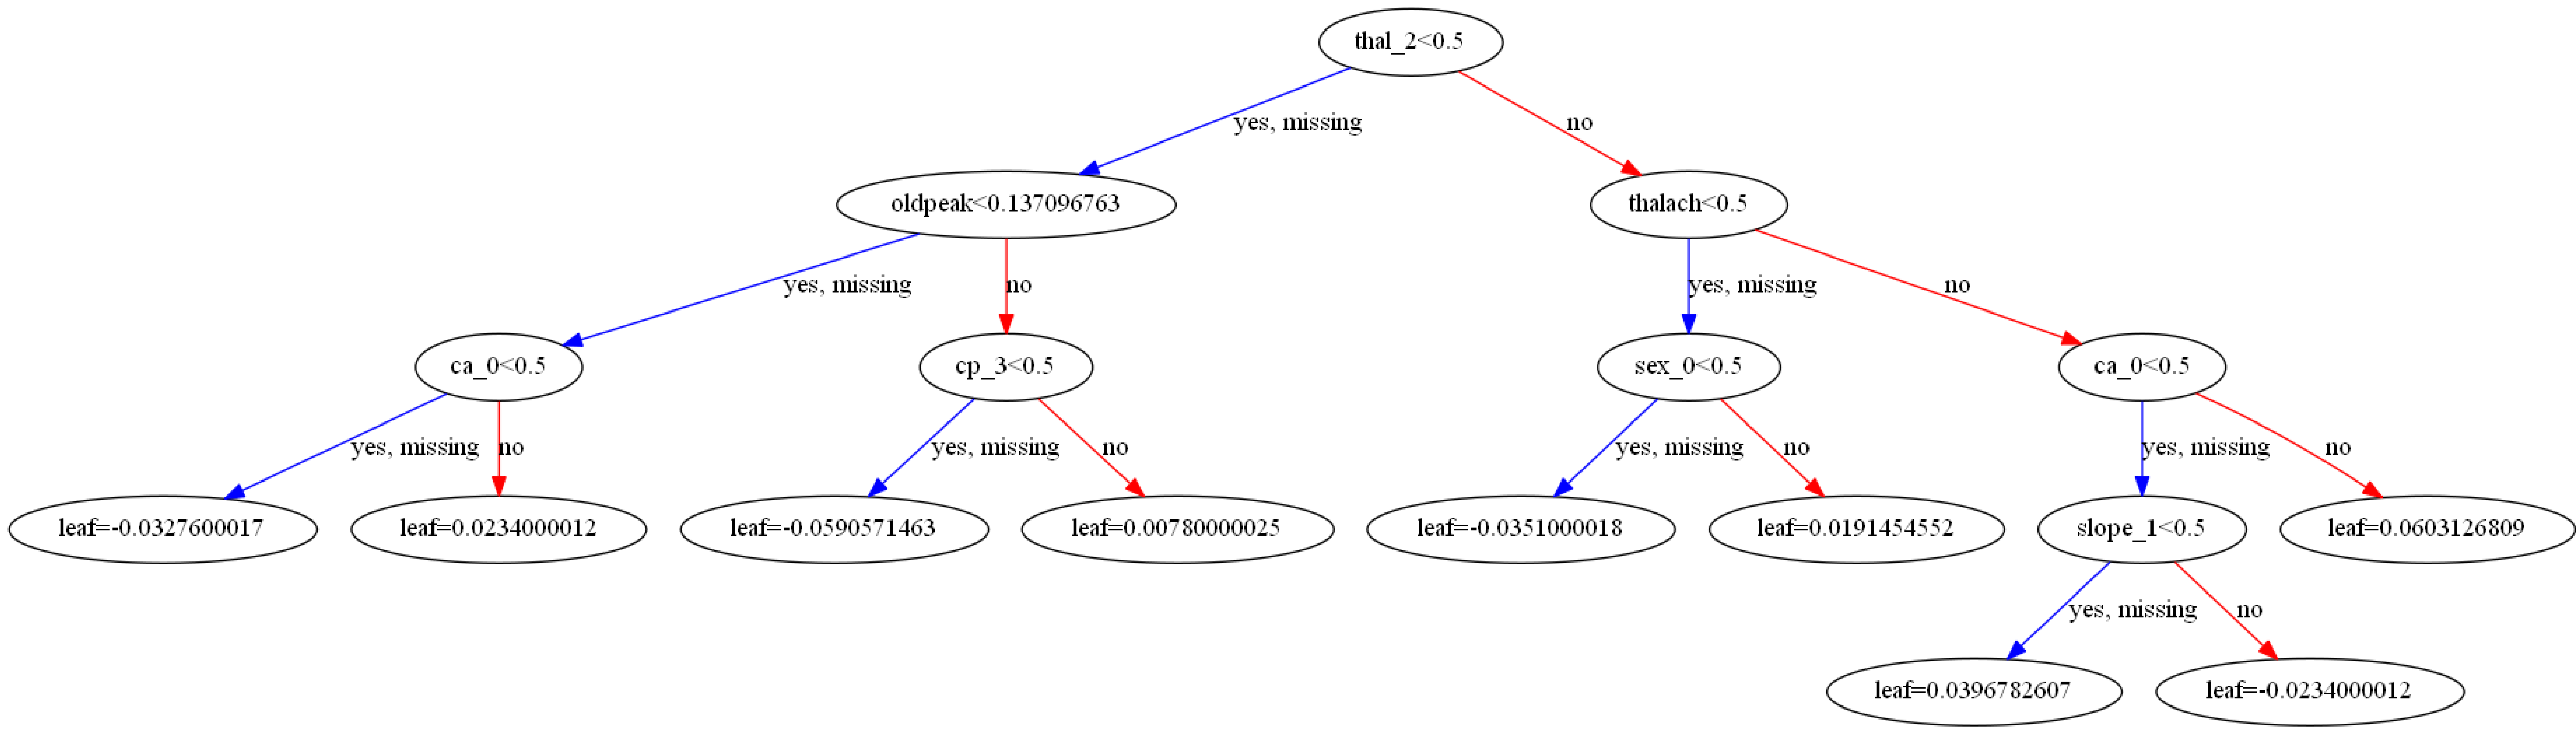 thal_2<0.5
yes, missing
no
oldpeak<0.137096763
thalach<0.5
yes, missing
no
yes, missing
no
ca_0<0.5
cp_3<0.5
sex_0<0.5
ca_0<0.5
yes, missing
no
yes, missing
no
yes, missing
no
yes, missing
no
leaf=-0.0327600017
leaf=0.0234000012
leaf=-0.0590571463
leaf=0.00780000025
leaf=-0.0351000018
leaf=0.0191454552
slope_1<0.5
leaf=0.0603126809
yes, missing
no
leaf=0.0396782607
leaf=-0.0234000012